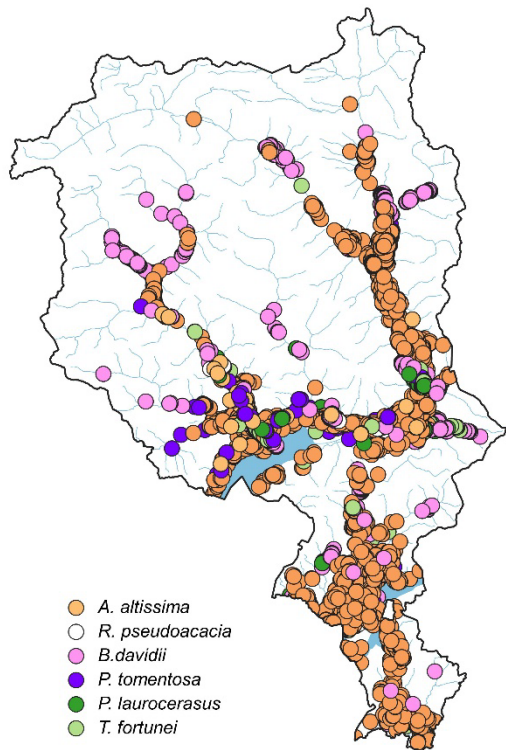 A. altissima
R. pseudoacacia
B.davidii
P. tomentosa
P. laurocerasus
T. fortunei